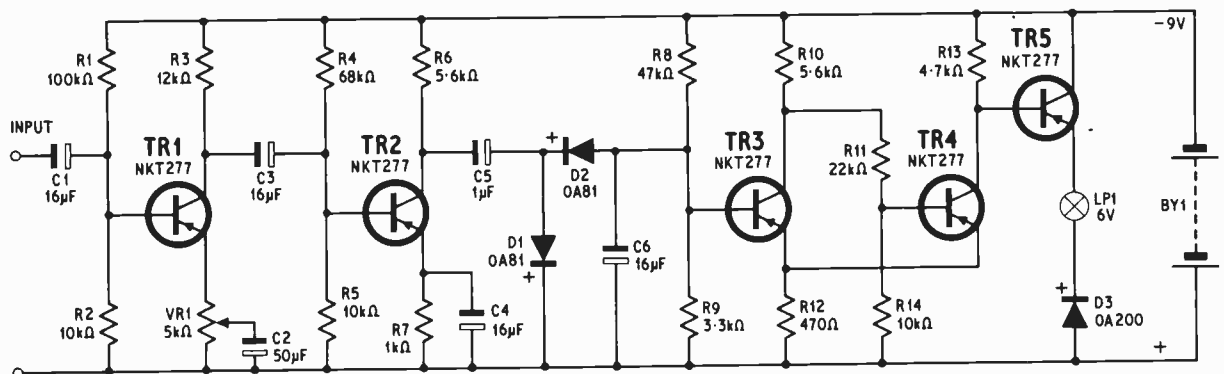 INPUT
C1
16µF
R1
100kΩ
R2
10kΩ
R3
12kΩ
TR1
NKT277
VR1
5kΩ
C2
50µF
C3
16µF
R4
68kΩ
R5
10kΩ
R6
5·6kΩ
TR2
NKT277
R7
1kΩ
C4
16µF
C5
1µF
+
D2
OA81
D1
OA81
+
C6
16µF
R8
47kΩ
R9
3·3kΩ
TR3
NKT277
R10
5·6kΩ
R11
22kΩ
R12
470Ω
TR4
NKT277
R13
4·7kΩ
R14
10kΩ
TR5
NKT277
LP1
6V
+
D3
OA200
-9V
BY1
+